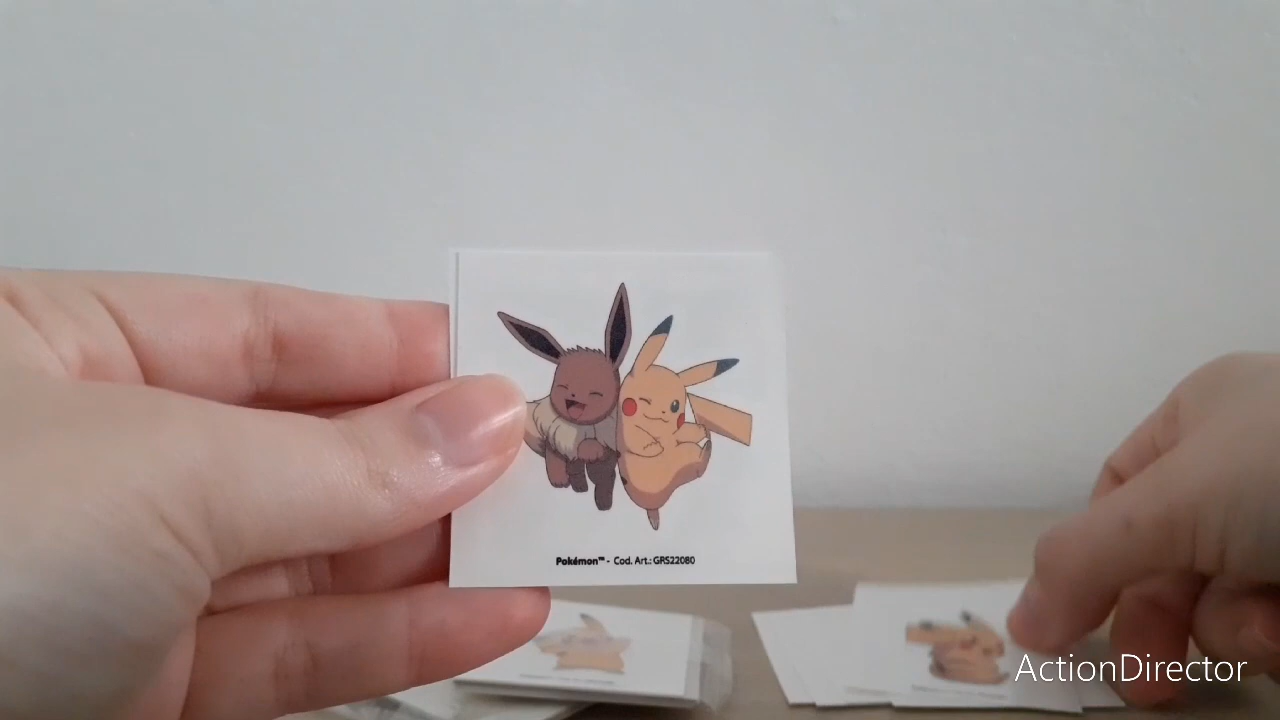 Pokémon™ - Cod. Art.: GRS22080
ActionDirector